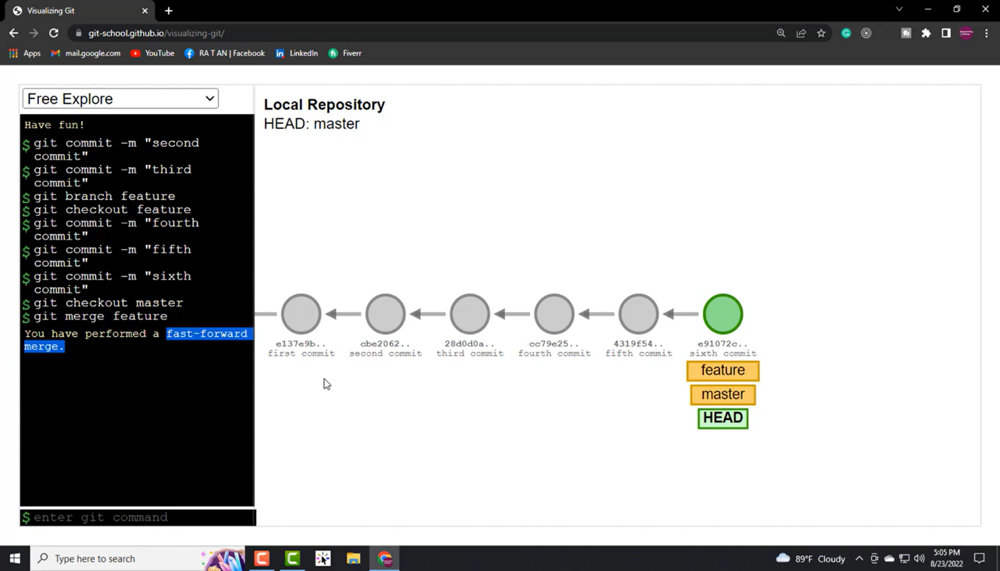 Visualizing Git
git-school.github.io/visualizing-git/
Apps
mail.google.com
YouTube
RA T AN | Facebook
LinkedIn
Fiverr
Free Explore
Have fun!
$ git commit -m "second
commit"
$ git commit -m "third
commit"
$ git branch feature
$ git checkout feature
$ git commit -m "fourth
commit"
$ git commit -m "fifth
commit"
$ git commit -m "sixth
commit"
$ git checkout master
$ git merge feature
You have performed a fast-forward
merge.
$ enter git command
Local Repository
HEAD: master
e137e9b..
first commit
cbe2062..
second commit
28d0d0a..
third commit
cc79e25..
fourth commit
4319f54..
fifth commit
e91072c..
sixth commit
feature
master
HEAD
Type here to search
89°F Cloudy
5:05 PM
8/23/2022